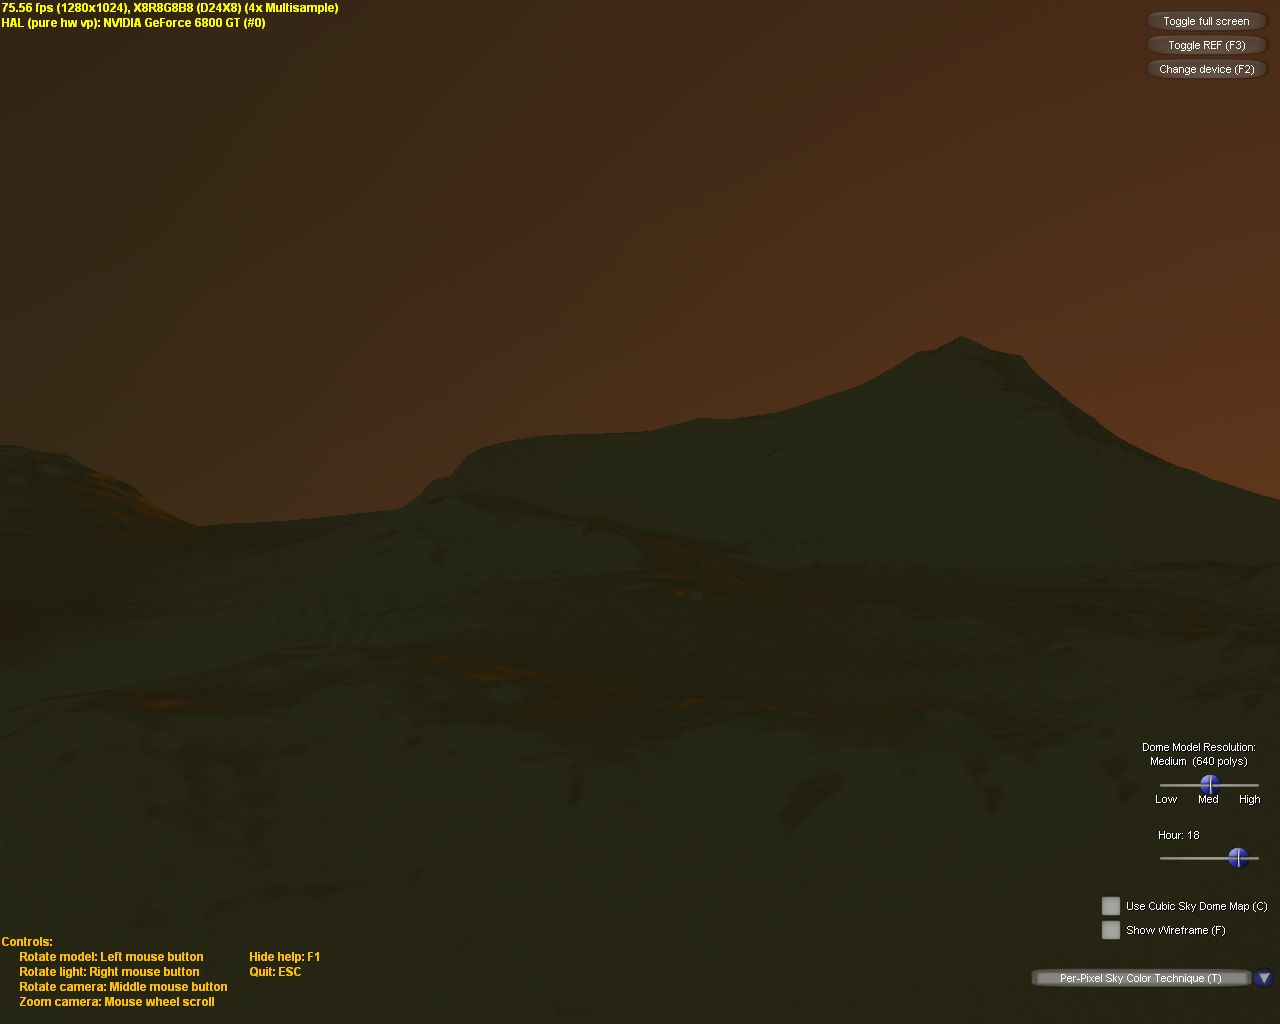 75.56 fps (1280x1024), X8R8G8B8 (D24X8) (4x Multisample)
HAL (pure hw vp): NVIDIA GeForce 6800 GT (#0)
Toggle full screen
Toggle REF (F3)
Change device (F2)
Dome Model Resolution:
Medium (640 polys)
Low Med High
Hour: 18
Use Cubic Sky Dome Map (C)
Show Wireframe (F)
Per-Pixel Sky Color Technique (T)
Controls:
Rotate model: Left mouse button Hide help: F1
Rotate light: Right mouse button Quit: ESC
Rotate camera: Middle mouse button
Zoom camera: Mouse wheel scroll